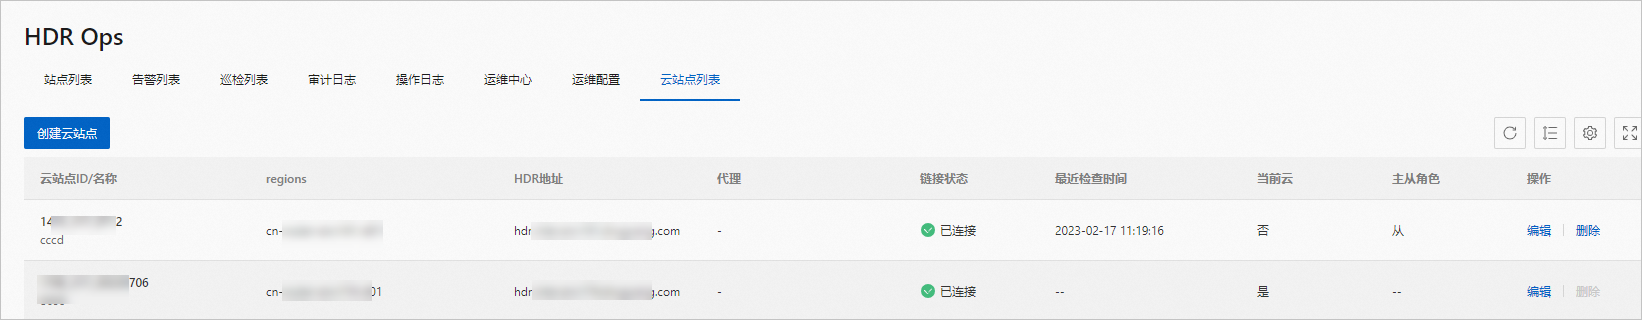 HDR Ops
站点列表 告警列表 巡检列表 审计日志 操作日志 运维中心 运维配置 云站点列表
创建云站点
云站点ID/名称 regions HDR地址 代理 链接状态 最近检查时间 当前云 主从角色 操作
14 2
cccd
cn- hdr .com - 已连接 2023-02-17 11:19:16 否 从 编辑 删除
706
cn- 01 hdr g.com - 已连接 -- 是 -- 编辑 删除